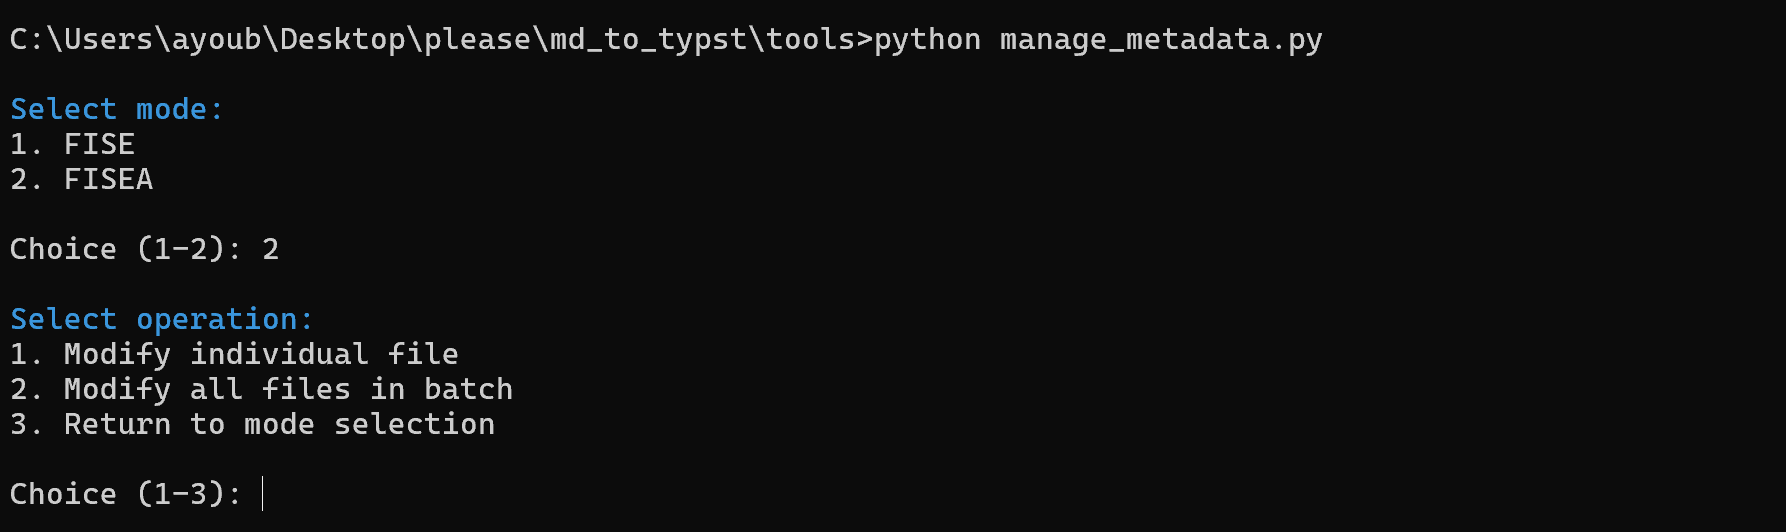 C:\Users\ayoub\Desktop\please\md_to_typst\tools>python manage_metadata.py
Select mode:
1. FISE
2. FISEA
Choice (1-2): 2
Select operation:
1. Modify individual file
2. Modify all files in batch
3. Return to mode selection
Choice (1-3):